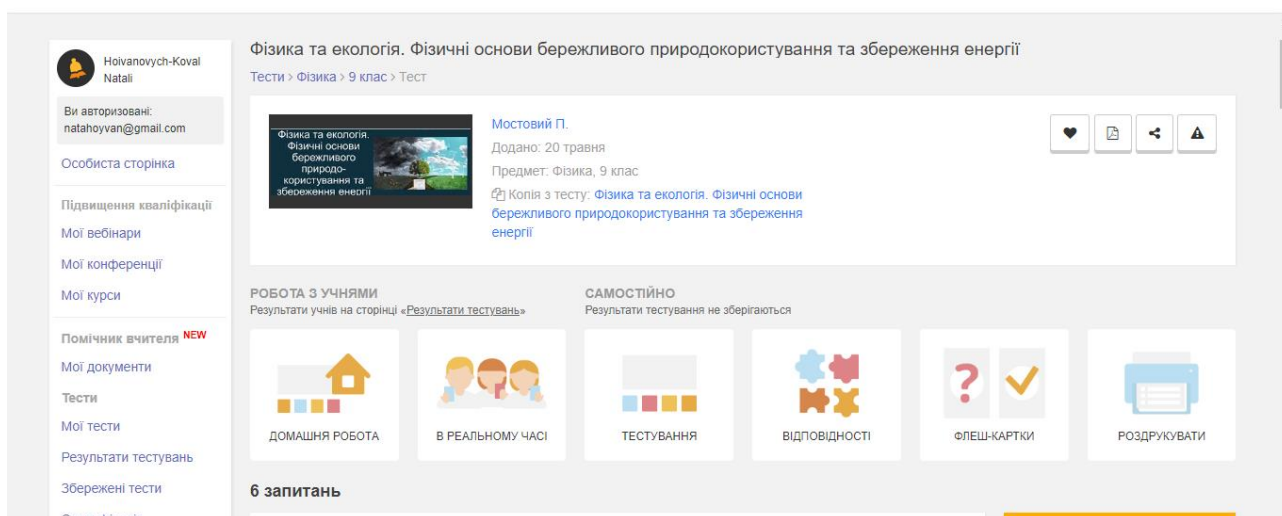 Hoivanovych-Koval
Natali
Ви авторизовані:
natahoyvan@gmail.com
Особиста сторінка
Підвищення кваліфікації
Мої вебінари
Мої конференції
Мої курси
Помічник вчителя NEW
Мої документи
Тести
Мої тести
Результати тестувань
Збережені тести
Фізика та екологія. Фізичні основи бережливого природокористування та збереження енергії
Тести > Фізика > 9 клас > Тест
Фізика та екологія.
Фізичні основи
бережливого
природо-
користування та
збереження енергії
Мостовий П.
Додано: 20 травня
Предмет: Фізика, 9 клас
Копія з тесту: Фізика та екологія. Фізичні основи
бережливого природокористування та збереження
енергії
РОБОТА З УЧНЯМИ
Результати учнів на сторінці «Результати тестувань»
САМОСТІЙНО
Результати тестування не зберігаються
ДОМАШНЯ РОБОТА
В РЕАЛЬНОМУ ЧАСІ
ТЕСТУВАННЯ
ВІДПОВІДНОСТІ
ФЛЕШ-КАРТКИ
РОЗДРУКУВАТИ
6 запитань